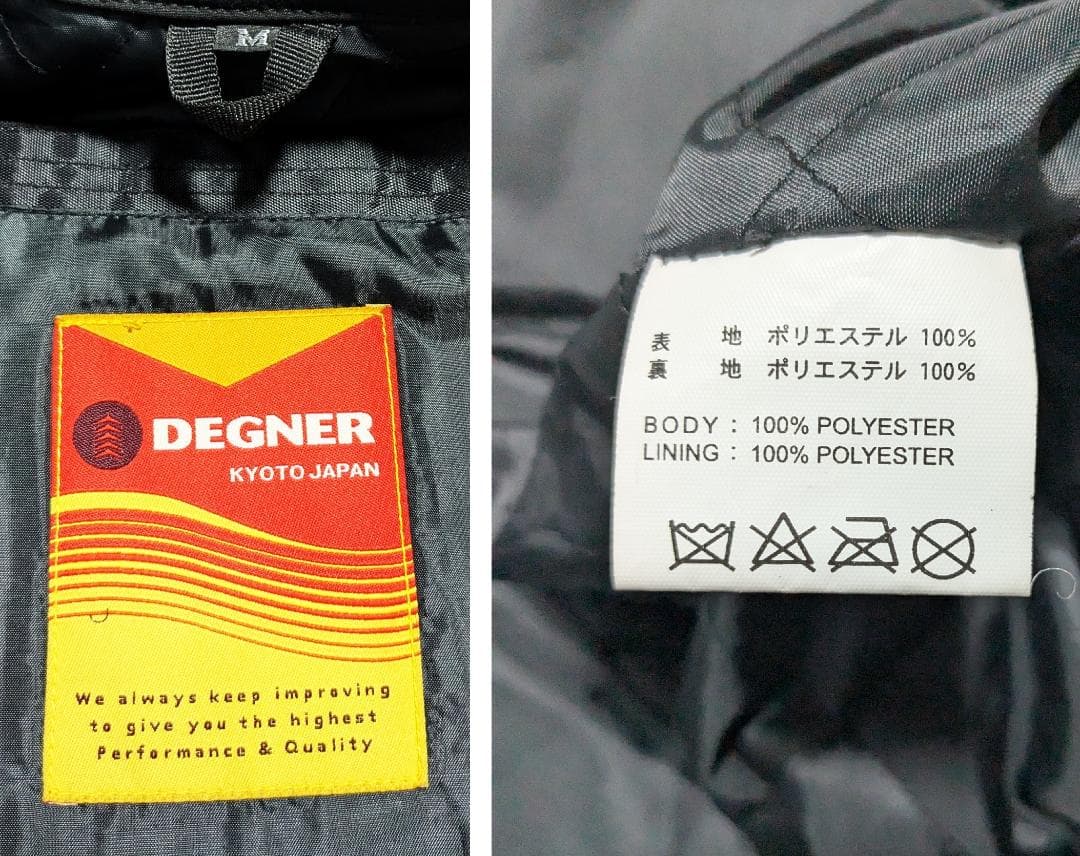 M
DEGNER
KYOTO JAPAN
We always keep improving
to give you the highest
Performance & Quality
表 地 ポリエステル 100%
裏 地 ポリエステル 100%
BODY : 100% POLYESTER
LINING : 100% POLYESTER